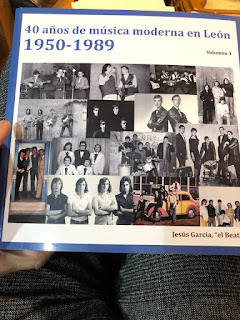 40 años de música moderna en León
1950-1989
Volumen 1
Jesús García, "el Beat